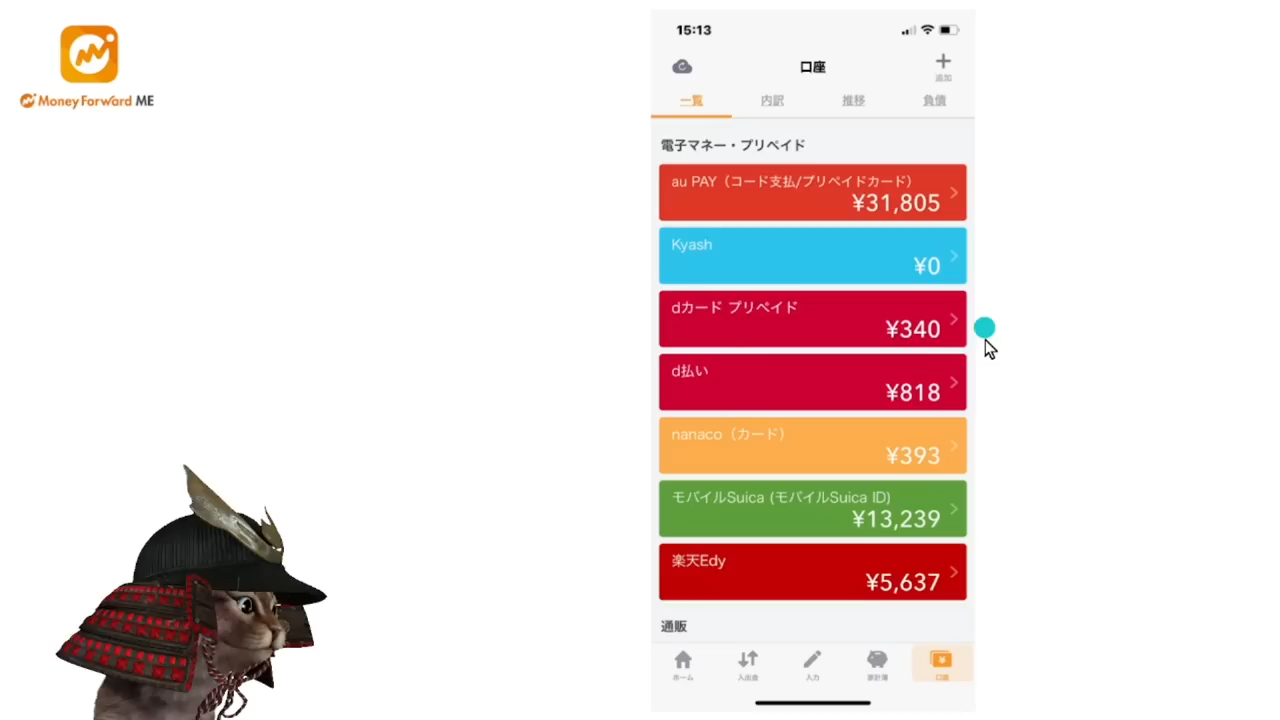 Money Forward ME
15:13
口座
追加
一覧
内訳
推移
負債
電子マネー・プリペイド
au PAY（コード支払/プリペイドカード）
¥31,805
Kyash
¥0
dカード プリペイド
¥340
d払い
¥818
nanaco（カード）
¥393
モバイルSuica (モバイルSuica ID)
¥13,239
楽天Edy
¥5,637
通販
ホーム
入出金
入力
家計簿
口座